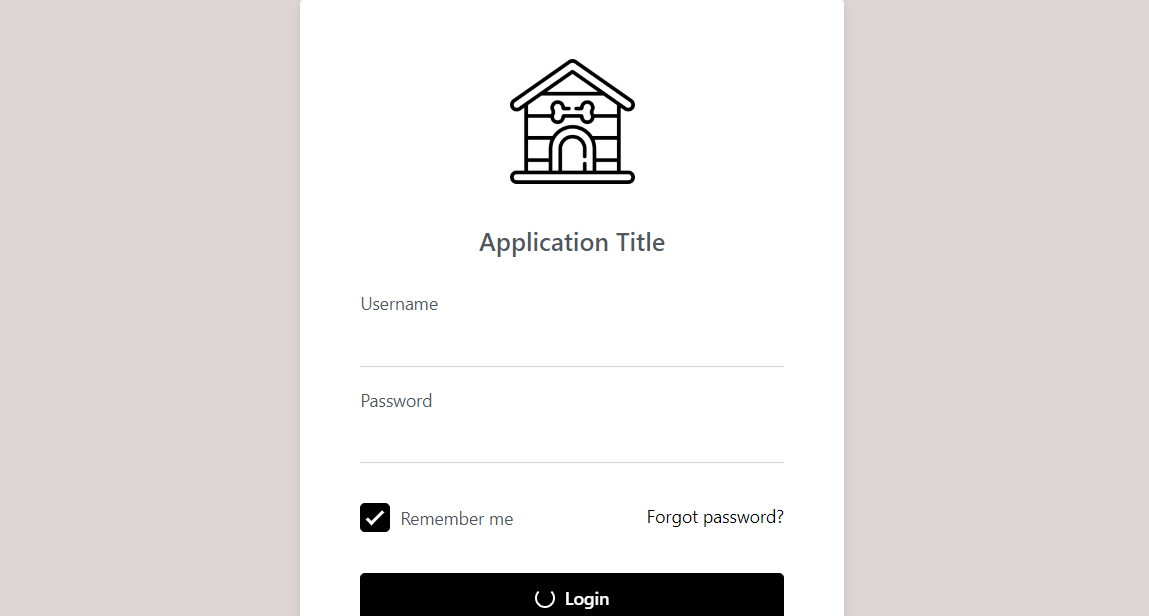 Application Title
Username
Password
Remember me
Forgot password?
Login